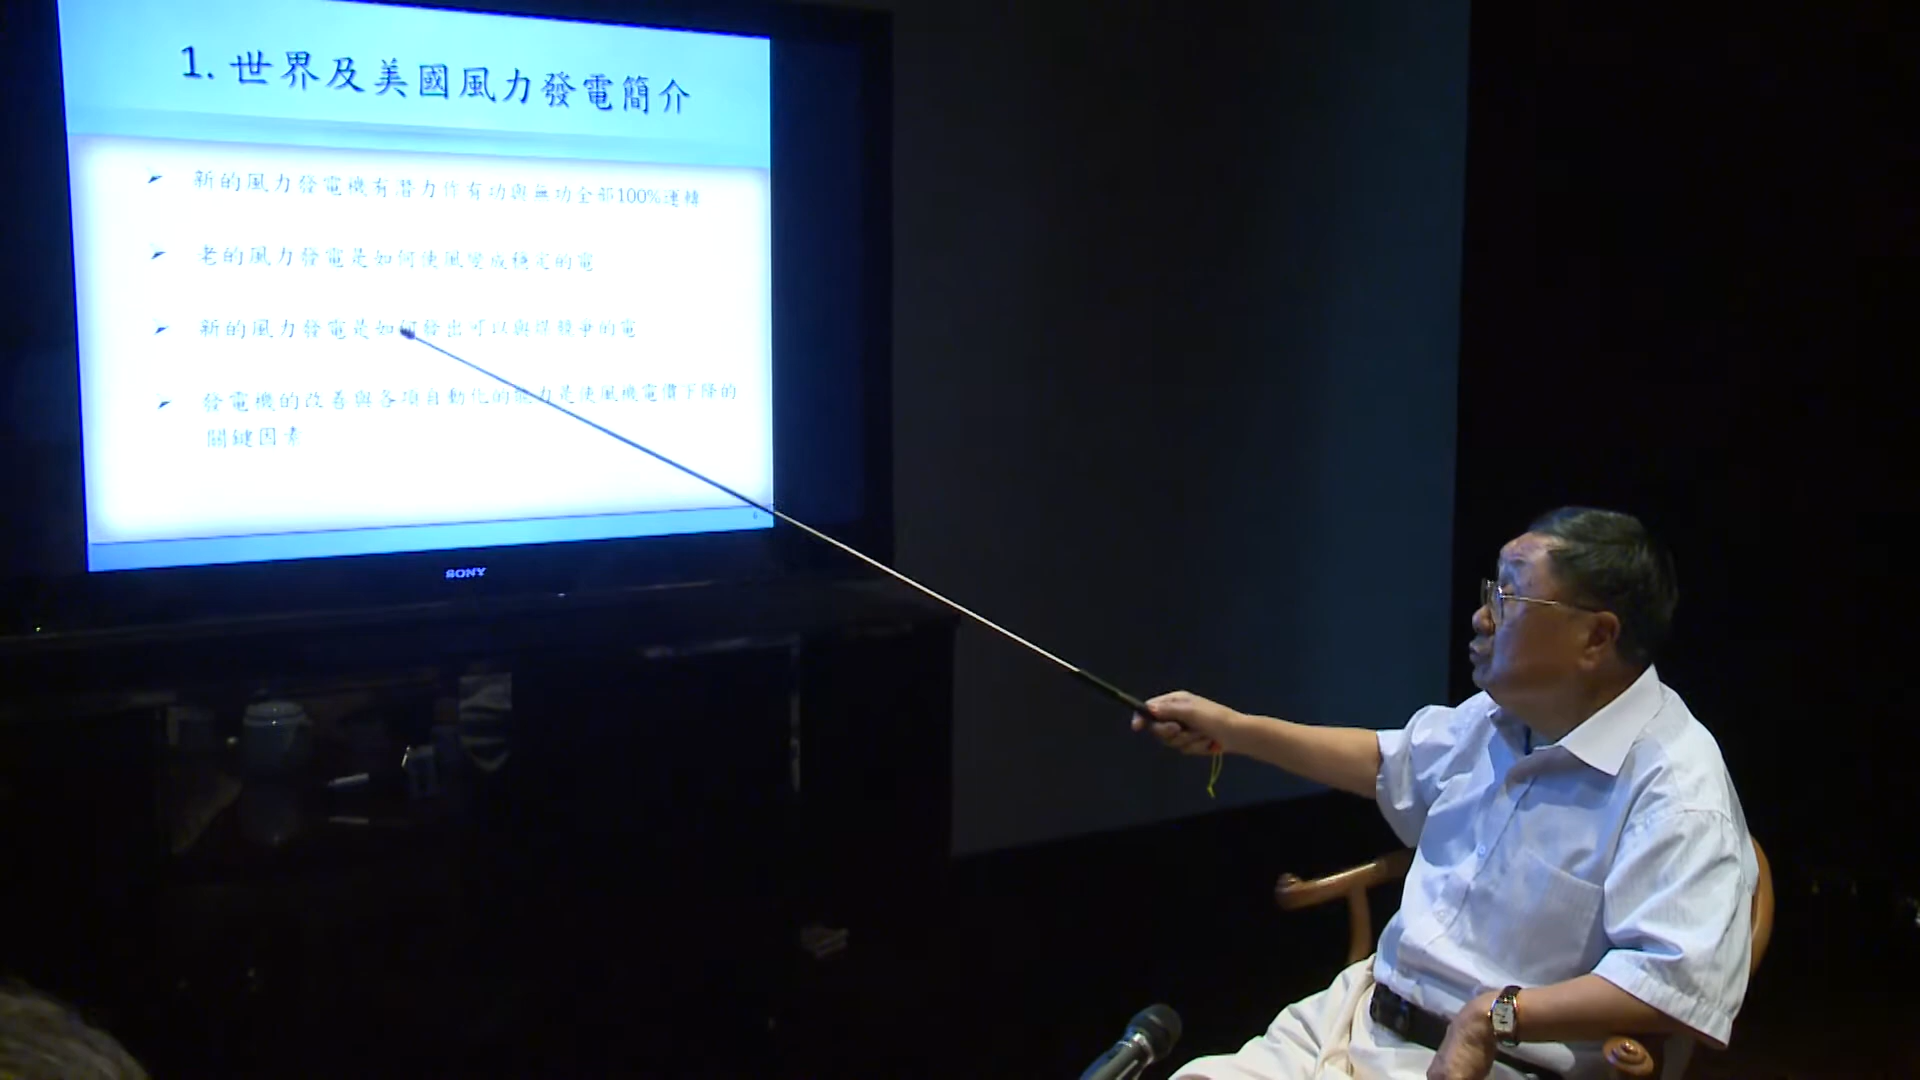 1. 世界及美國風力發電簡介
新的風力發電機有潛力作有功與無功全部100%運轉
老的風力發電是如何使風變成穩定的電
新的風力發電是如何發出可以與煤競爭的電
發電機的改善與各項自動化的能力是使風機電價下降的
關鍵因素
6
SONY